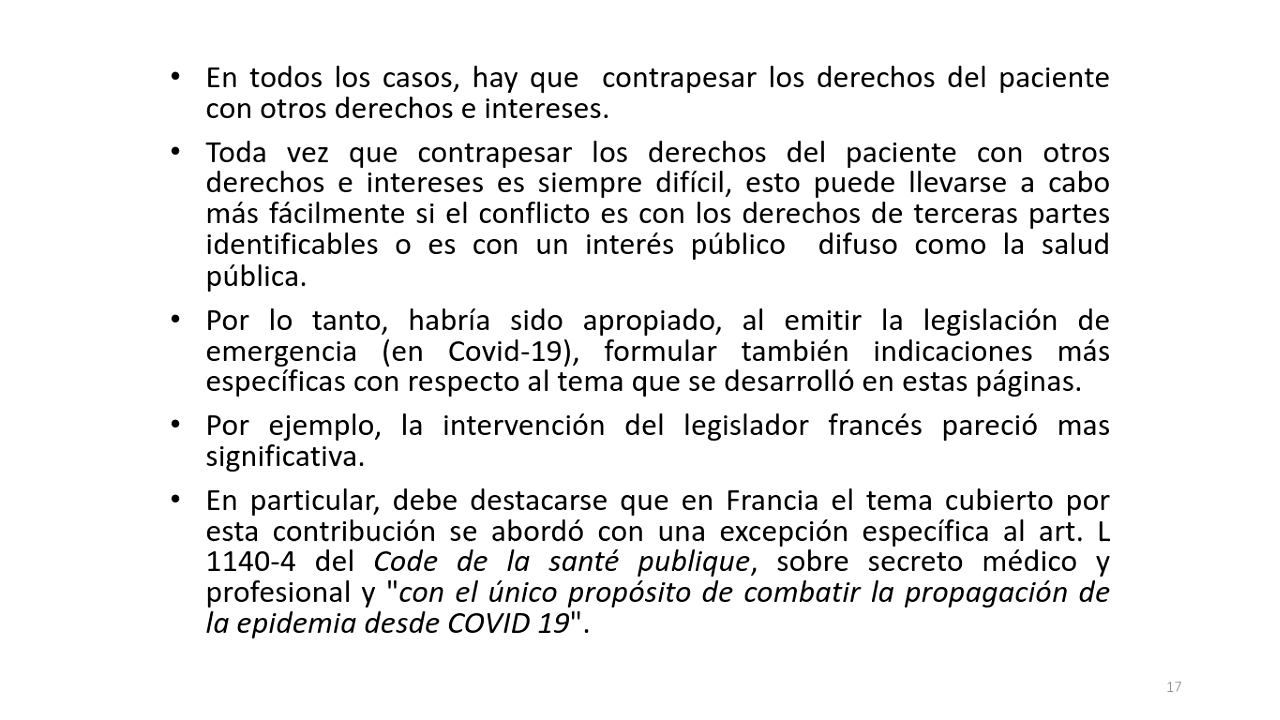 • En todos los casos, hay que  contrapesar los derechos del paciente
con otros derechos e intereses.
• Toda vez que contrapesar los derechos del paciente con otros
derechos e intereses es siempre difícil, esto puede llevarse a cabo
más fácilmente si el conflicto es con los derechos de terceras partes
identificables o es con un interés público  difuso como la salud
pública.
• Por lo tanto, habría sido apropiado, al emitir la legislación de
emergencia (en Covid-19), formular también indicaciones más
específicas con respecto al tema que se desarrolló en estas páginas.
• Por ejemplo, la intervención del legislador francés pareció mas
significativa.
• En particular, debe destacarse que en Francia el tema cubierto por
esta contribución se abordó con una excepción específica al art. L
1140-4 del Code de la santé publique, sobre secreto médico y
profesional y "con el único propósito de combatir la propagación de
la epidemia desde COVID 19".
17